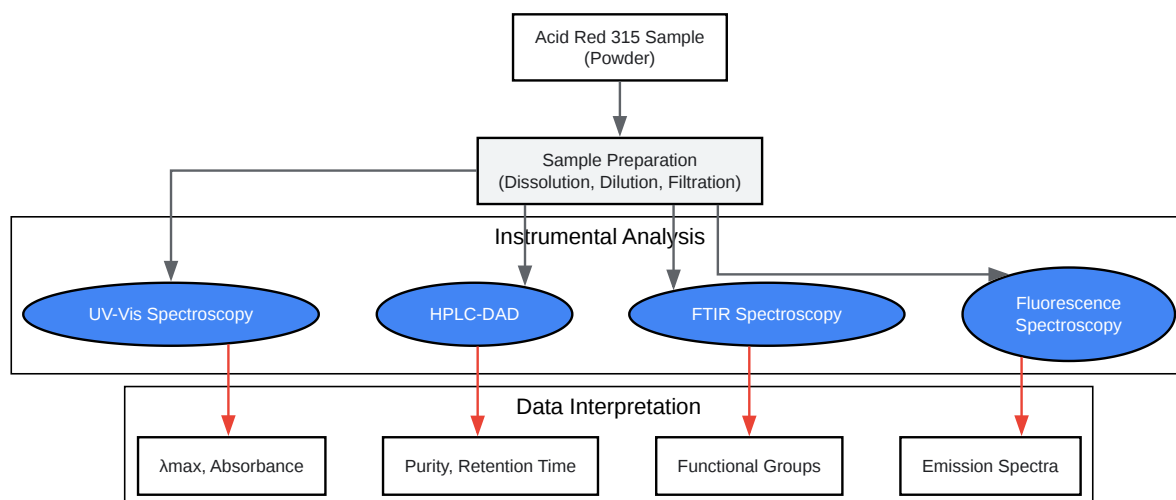 Acid Red 315 Sample
(Powder)
Sample Preparation
(Dissolution, Dilution, Filtration)
Instrumental Analysis
UV-Vis Spectroscopy
HPLC-DAD
FTIR Spectroscopy
Fluorescence
Spectroscopy
Data Interpretation
λmax, Absorbance
Purity, Retention Time
Functional Groups
Emission Spectra